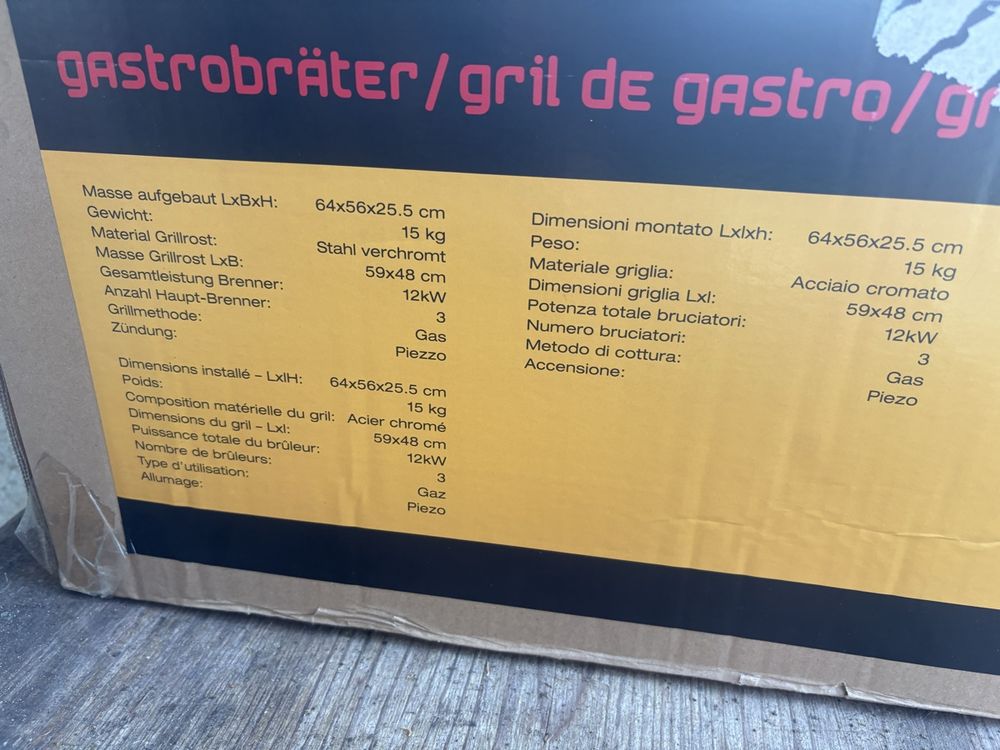 gastrobräter/gril de gastro/gr
Masse aufgebaut LxBxH: 64x56x25.5 cm
Gewicht: 15 kg
Material Grillrost: Stahl verchromt
Masse Grillrost LxB: 59x48 cm
Gesamtleistung Brenner: 12kW
Anzahl Haupt-Brenner: 3
Grillmethode: Gas
Zündung: Piezzo
Dimensions installé – LxlH: 64x56x25.5 cm
Poids: 15 kg
Composition matérielle du gril: Acier chromé
Dimensions du gril – Lxl: 59x48 cm
Puissance totale du brûleur: 12kW
Nombre de brûleurs: 3
Type d'utilisation: Gaz
Allumage: Piezo
Dimensioni montato Lxlxh: 64x56x25.5 cm
Peso: 15 kg
Materiale griglia: Acciaio cromato
Dimensioni griglia Lxl: 59x48 cm
Potenza totale bruciatori: 12kW
Numero bruciatori: 3
Metodo di cottura: Gas
Accensione: Piezo